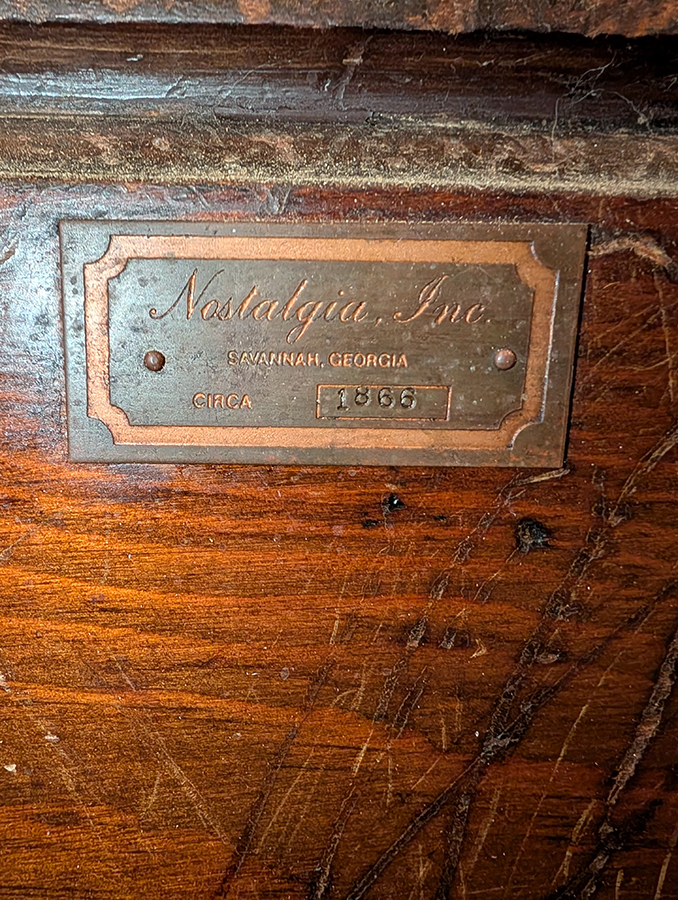 Nostalgia, Inc.
SAVANNAH, GEORGIA
CIRCA 1866